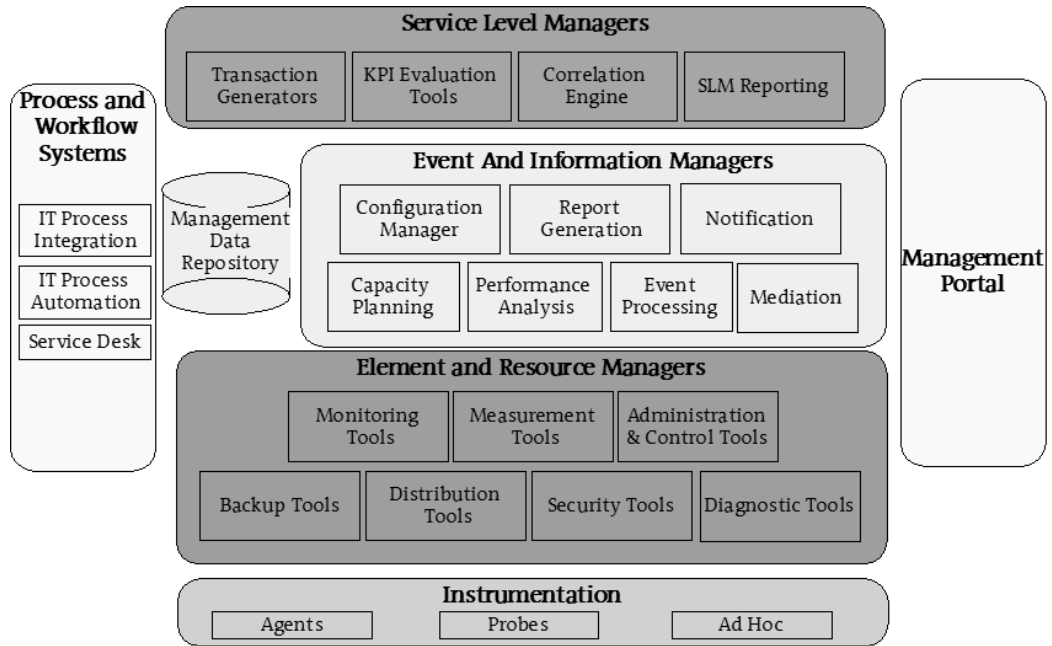 Service Level Managers
Transaction
Generators
KPI Evaluation
Tools
Correlation
Engine
SLM Reporting
Process and
Workflow
Systems
IT Process
Integration
IT Process
Automation
Service Desk
Management
Data
Repository
Event And Information Managers
Configuration
Manager
Report
Generation
Notification
Capacity
Planning
Performance
Analysis
Event
Processing
Mediation
Management
Portal
Element and Resource Managers
Monitoring
Tools
Measurement
Tools
Administration
& Control Tools
Backup Tools
Distribution
Tools
Security Tools
Diagnostic Tools
Instrumentation
Agents
Probes
Ad Hoc